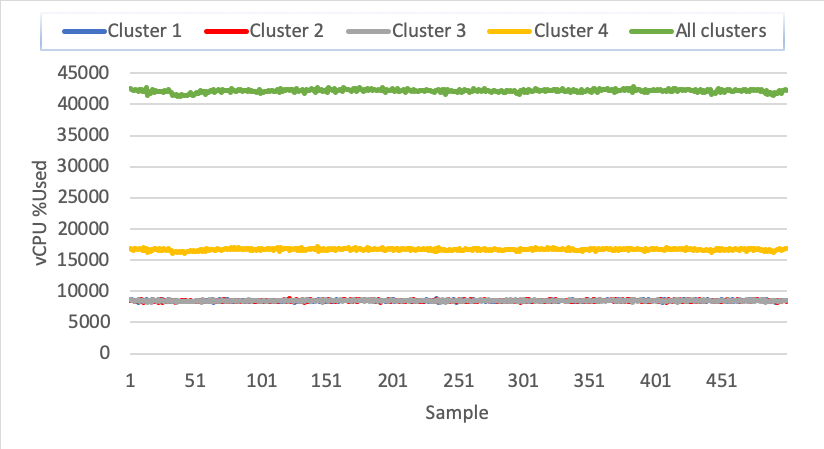 Cluster 1 Cluster 2 Cluster 3 Cluster 4 All clusters
45000
40000
35000
30000
25000
20000
15000
10000
5000
0
vCPU %Used
1 51 101 151 201 251 301 351 401 451
Sample